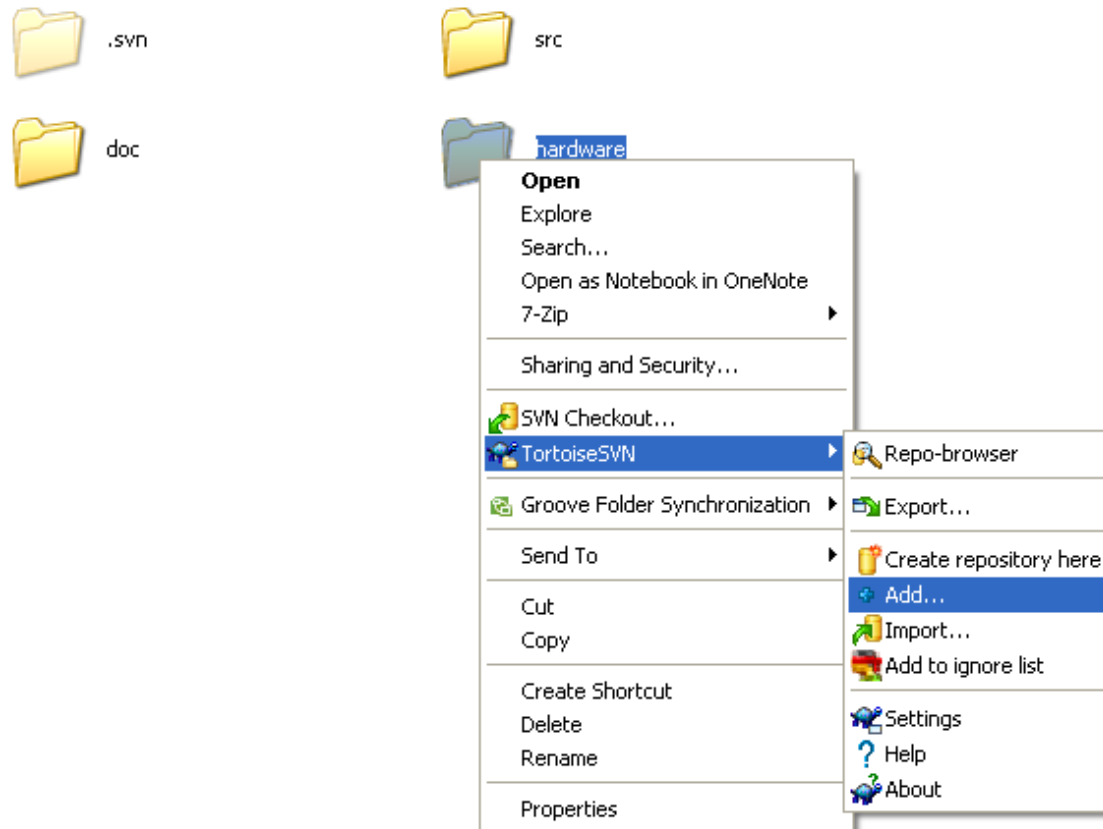 .svn
src
doc
hardware
Open
Explore
Search...
Open as Notebook in OneNote
7-Zip
Sharing and Security...
SVN Checkout...
TortoiseSVN
Groove Folder Synchronization
Send To
Cut
Copy
Create Shortcut
Delete
Rename
Properties
Repo-browser
Export...
Create repository here
Add...
Import...
Add to ignore list
Settings
Help
About